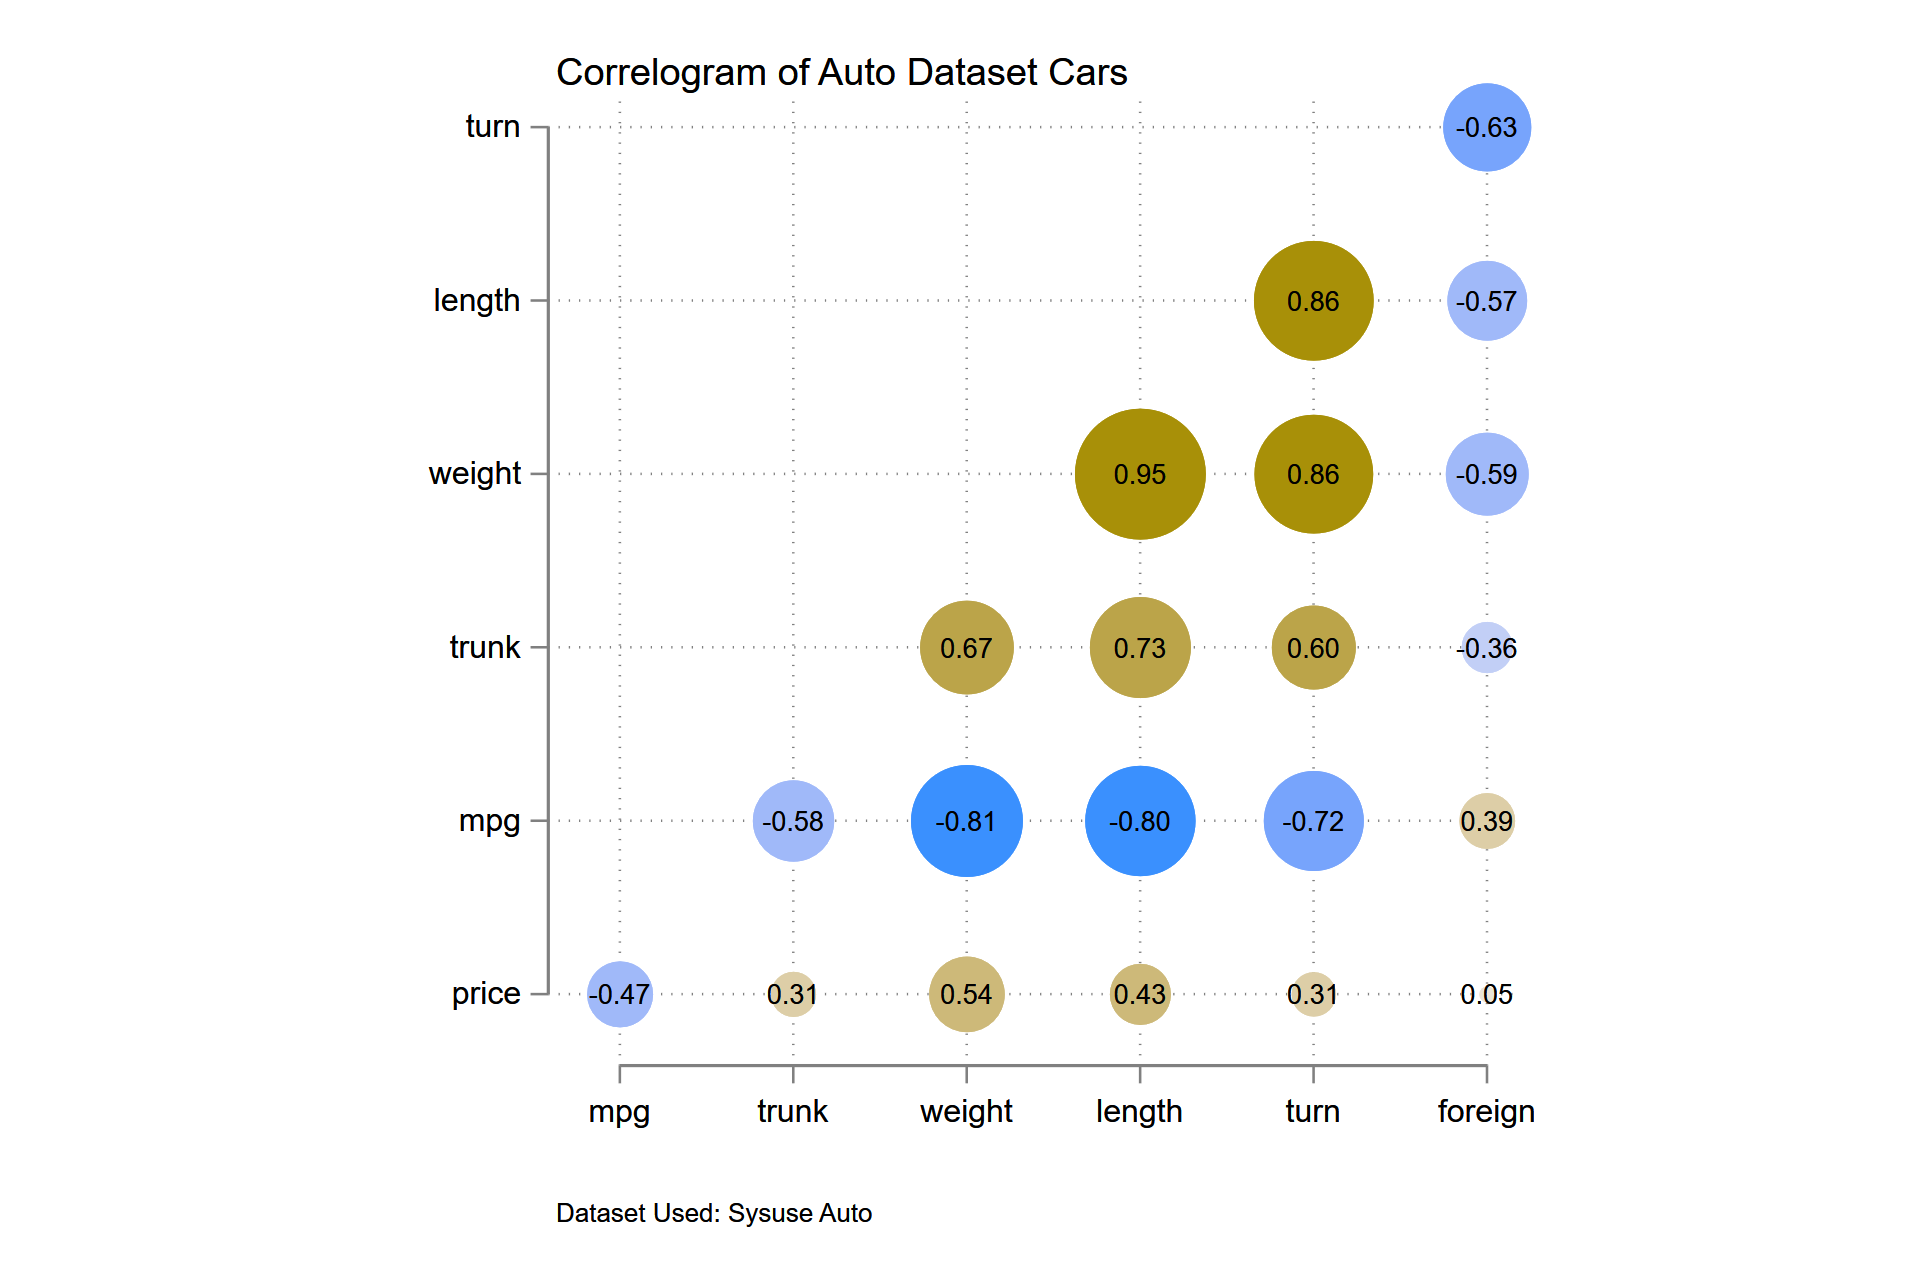 Correlogram of Auto Dataset Cars
turn -0.63
length 0.86 -0.57
weight 0.95 0.86 -0.59
trunk 0.67 0.73 0.60 -0.36
mpg -0.58 -0.81 -0.80 -0.72 0.39
price -0.47 0.31 0.54 0.43 0.31 0.05
mpg trunk weight length turn foreign
Dataset Used: Sysuse Auto